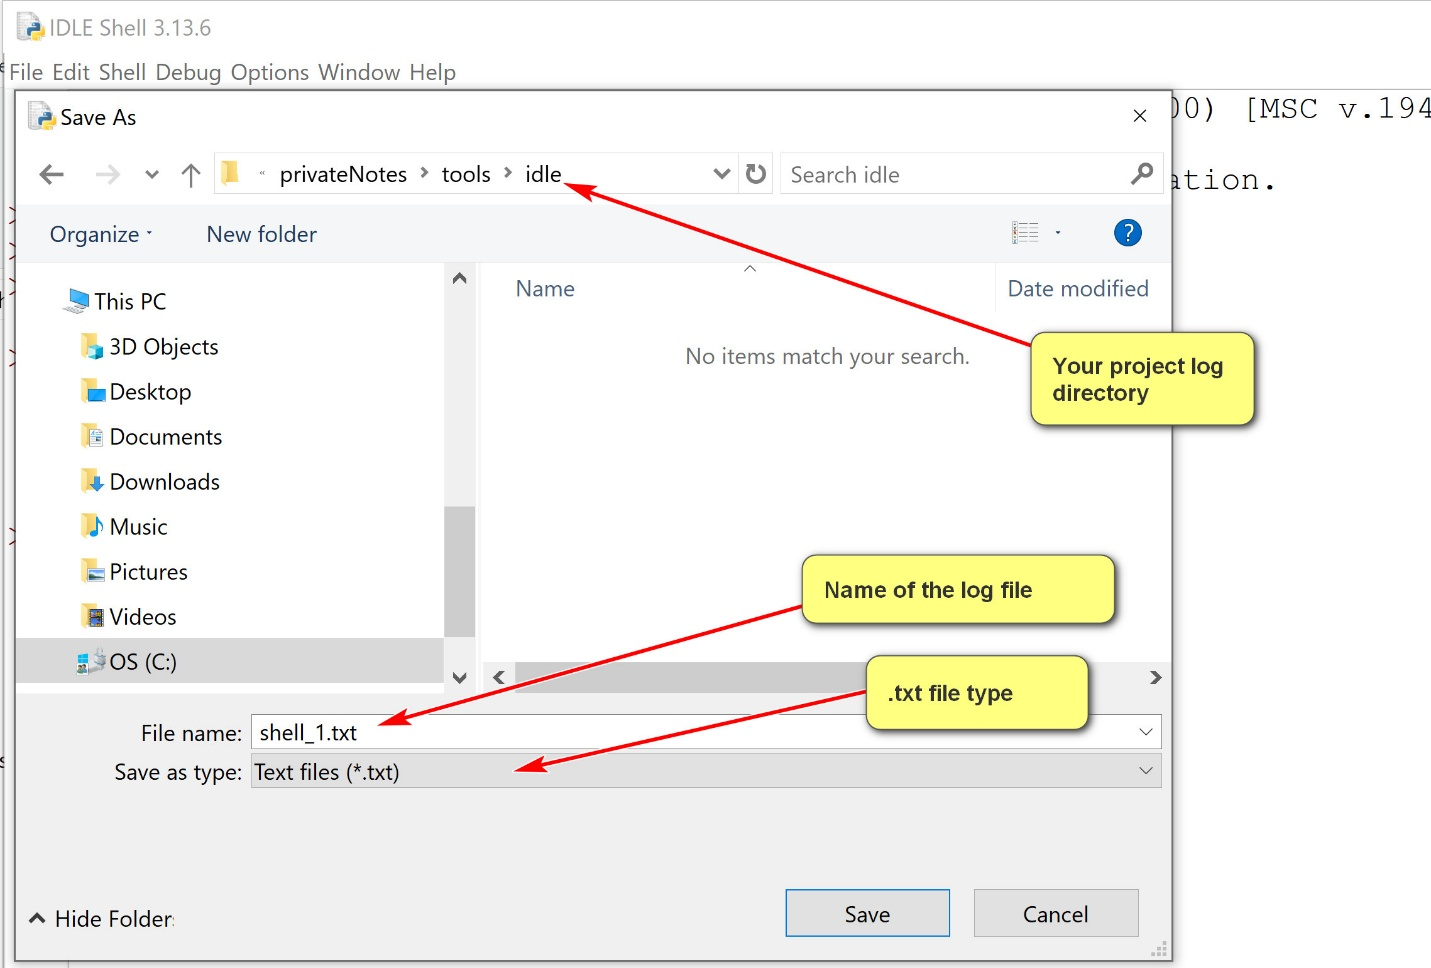 IDLE Shell 3.13.6
File Edit Shell Debug Options Window Help
Save As
00) [MSC v.194
« privateNotes > tools > idle
Search idle
ation.
Organize
New folder
?
Name
Date modified
This PC
3D Objects
Desktop
Documents
Downloads
Music
Pictures
Videos
OS (C:)
No items match your search.
Your project log
directory
Name of the log file
.txt file type
File name: shell_1.txt
Save as type: Text files (*.txt)
Hide Folder
Save
Cancel